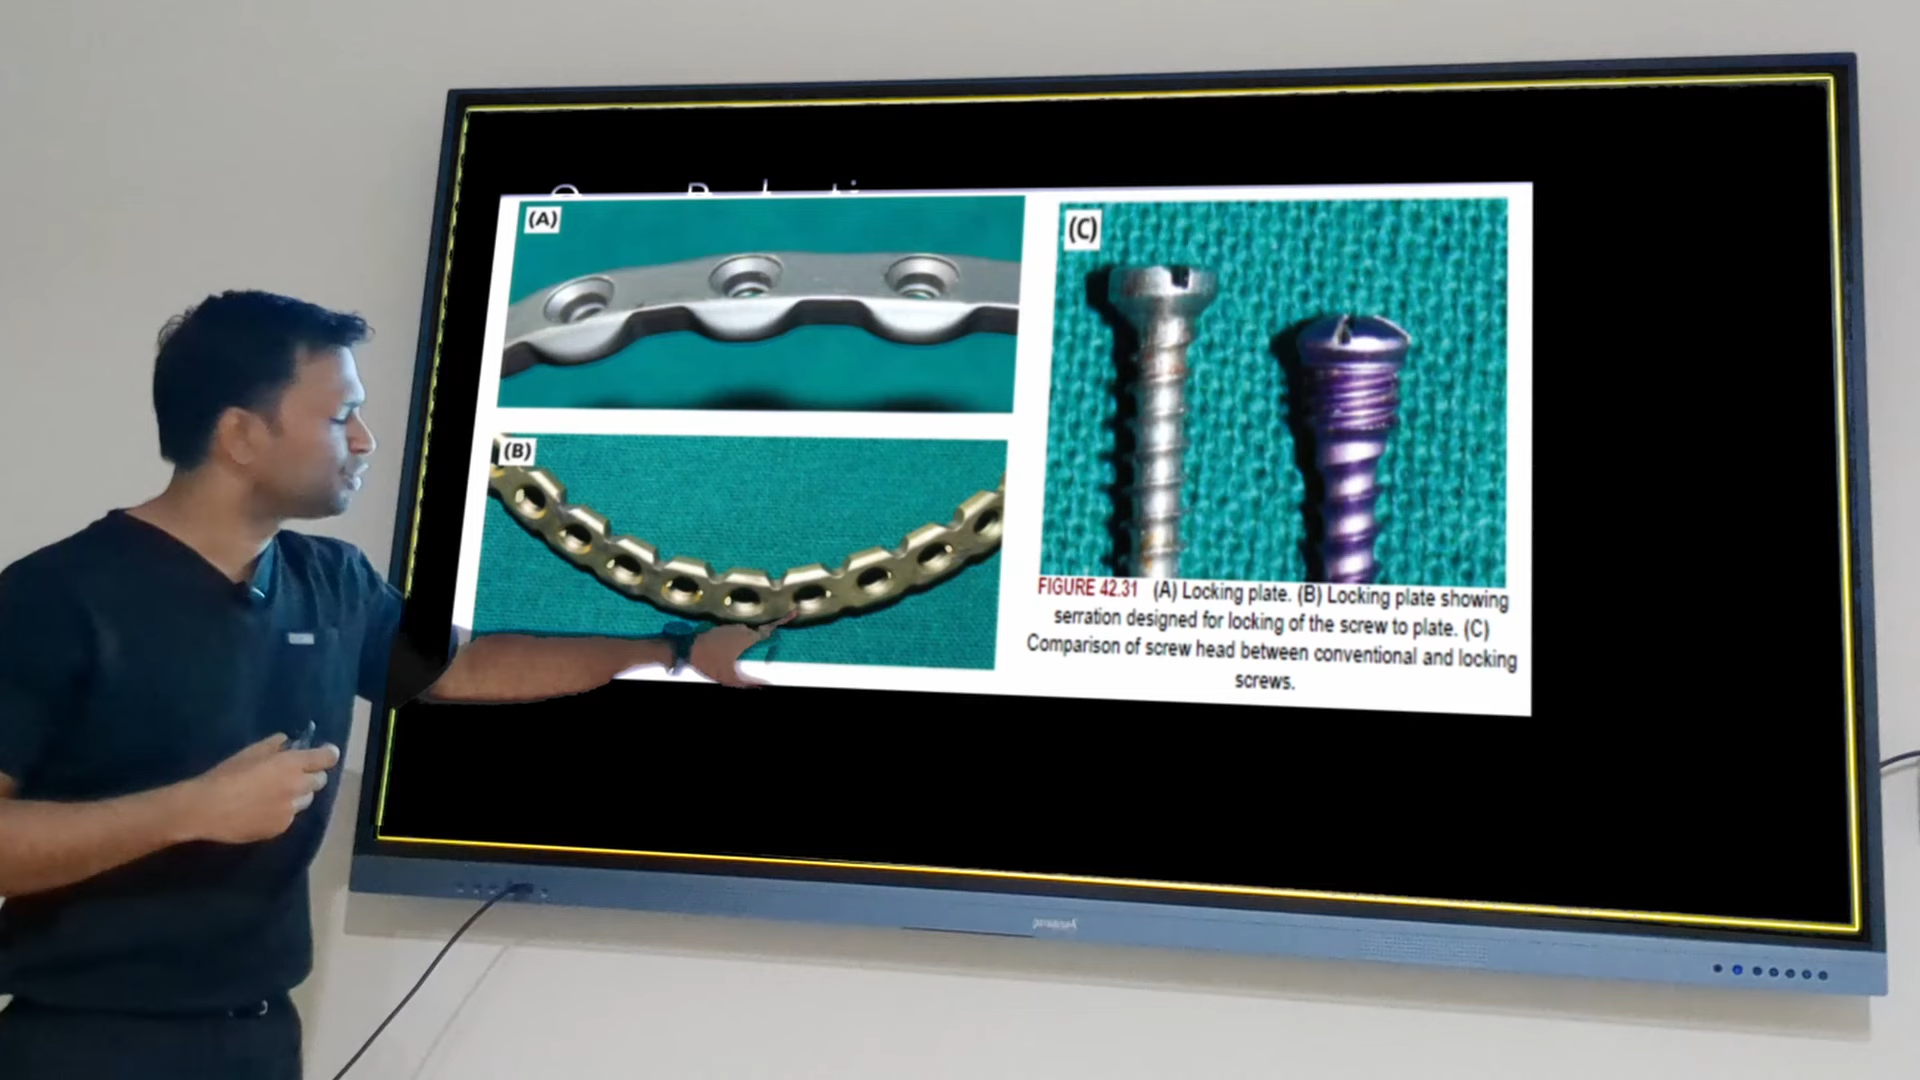 (A)
(B)
(C)
FIGURE 42.31 (A) Locking plate. (B) Locking plate showing
serration designed for locking of the screw to plate. (C)
Comparison of screw head between conventional and locking
screws.